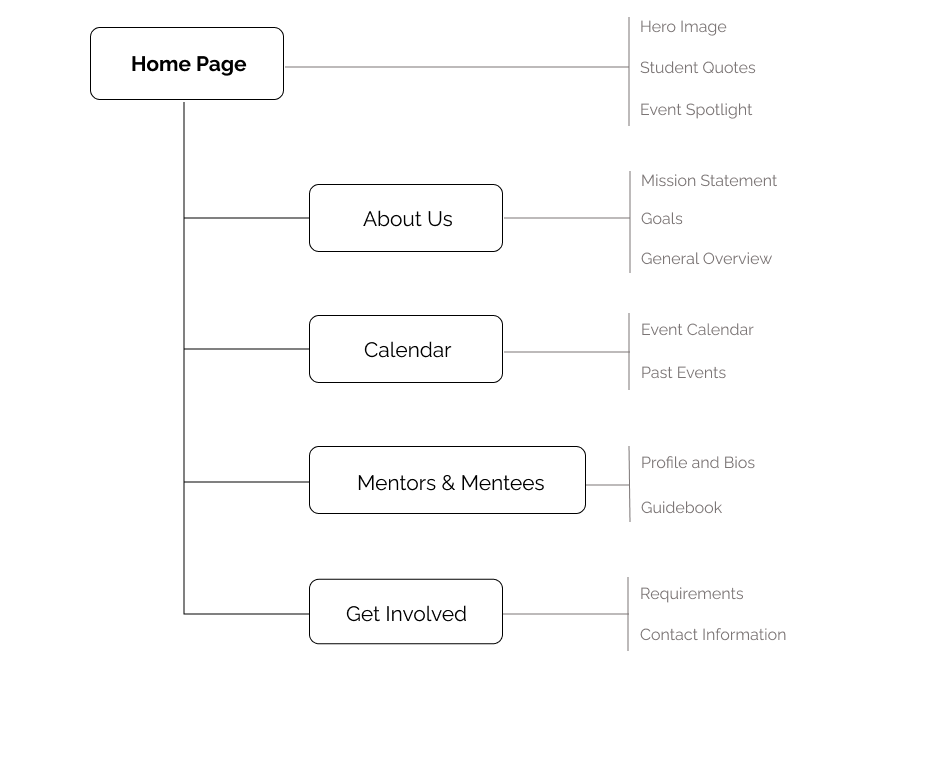 Home Page
Hero Image
Student Quotes
Event Spotlight
About Us
Mission Statement
Goals
General Overview
Calendar
Event Calendar
Past Events
Mentors & Mentees
Profile and Bios
Guidebook
Get Involved
Requirements
Contact Information